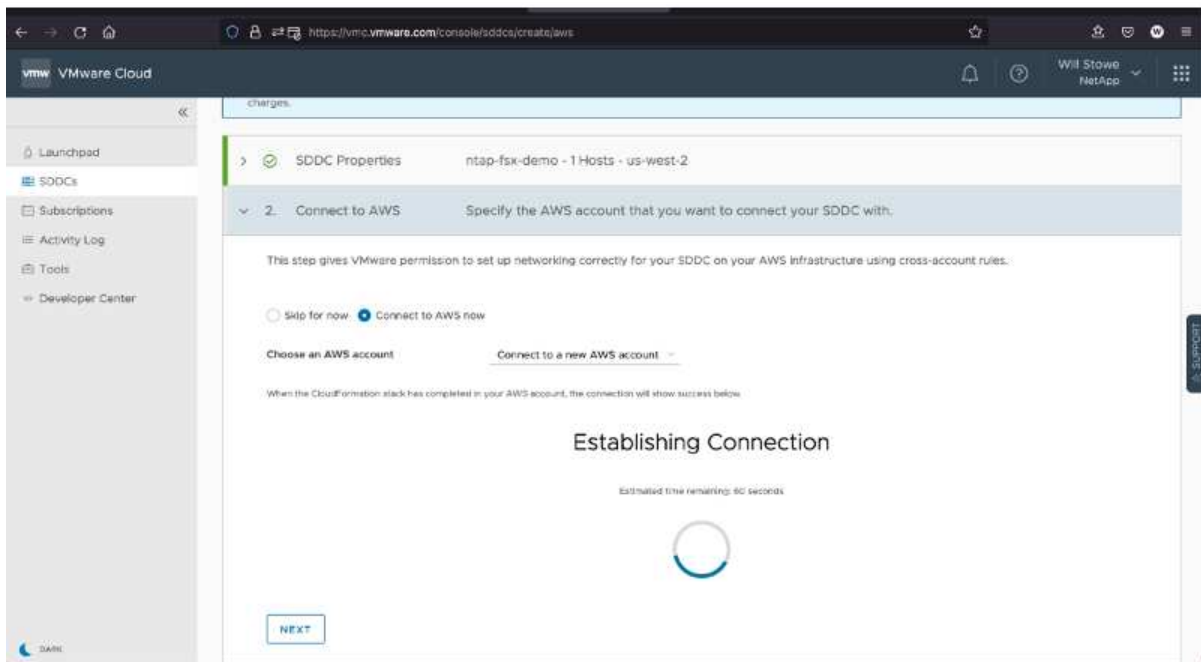 https://vmc.vmware.com/console/sddcs/create/aws
vmw VMware Cloud
Will Stowe
NetApp
charges.
Launchpad
SDDCs
Subscriptions
Activity Log
Tools
Developer Center
SDDC Properties ntap-fsx-demo - 1 Hosts - us-west-2
2. Connect to AWS Specify the AWS account that you want to connect your SDDC with.
This step gives VMware permission to set up networking correctly for your SDDC on your AWS infrastructure using cross-account rules.
Skip for now Connect to AWS now
Choose an AWS account Connect to a new AWS account
When the CloudFormation stack has completed in your AWS account, the connection will show success below.
Establishing Connection
Estimated time remaining: 60 seconds
NEXT
SUPPORT
DARK